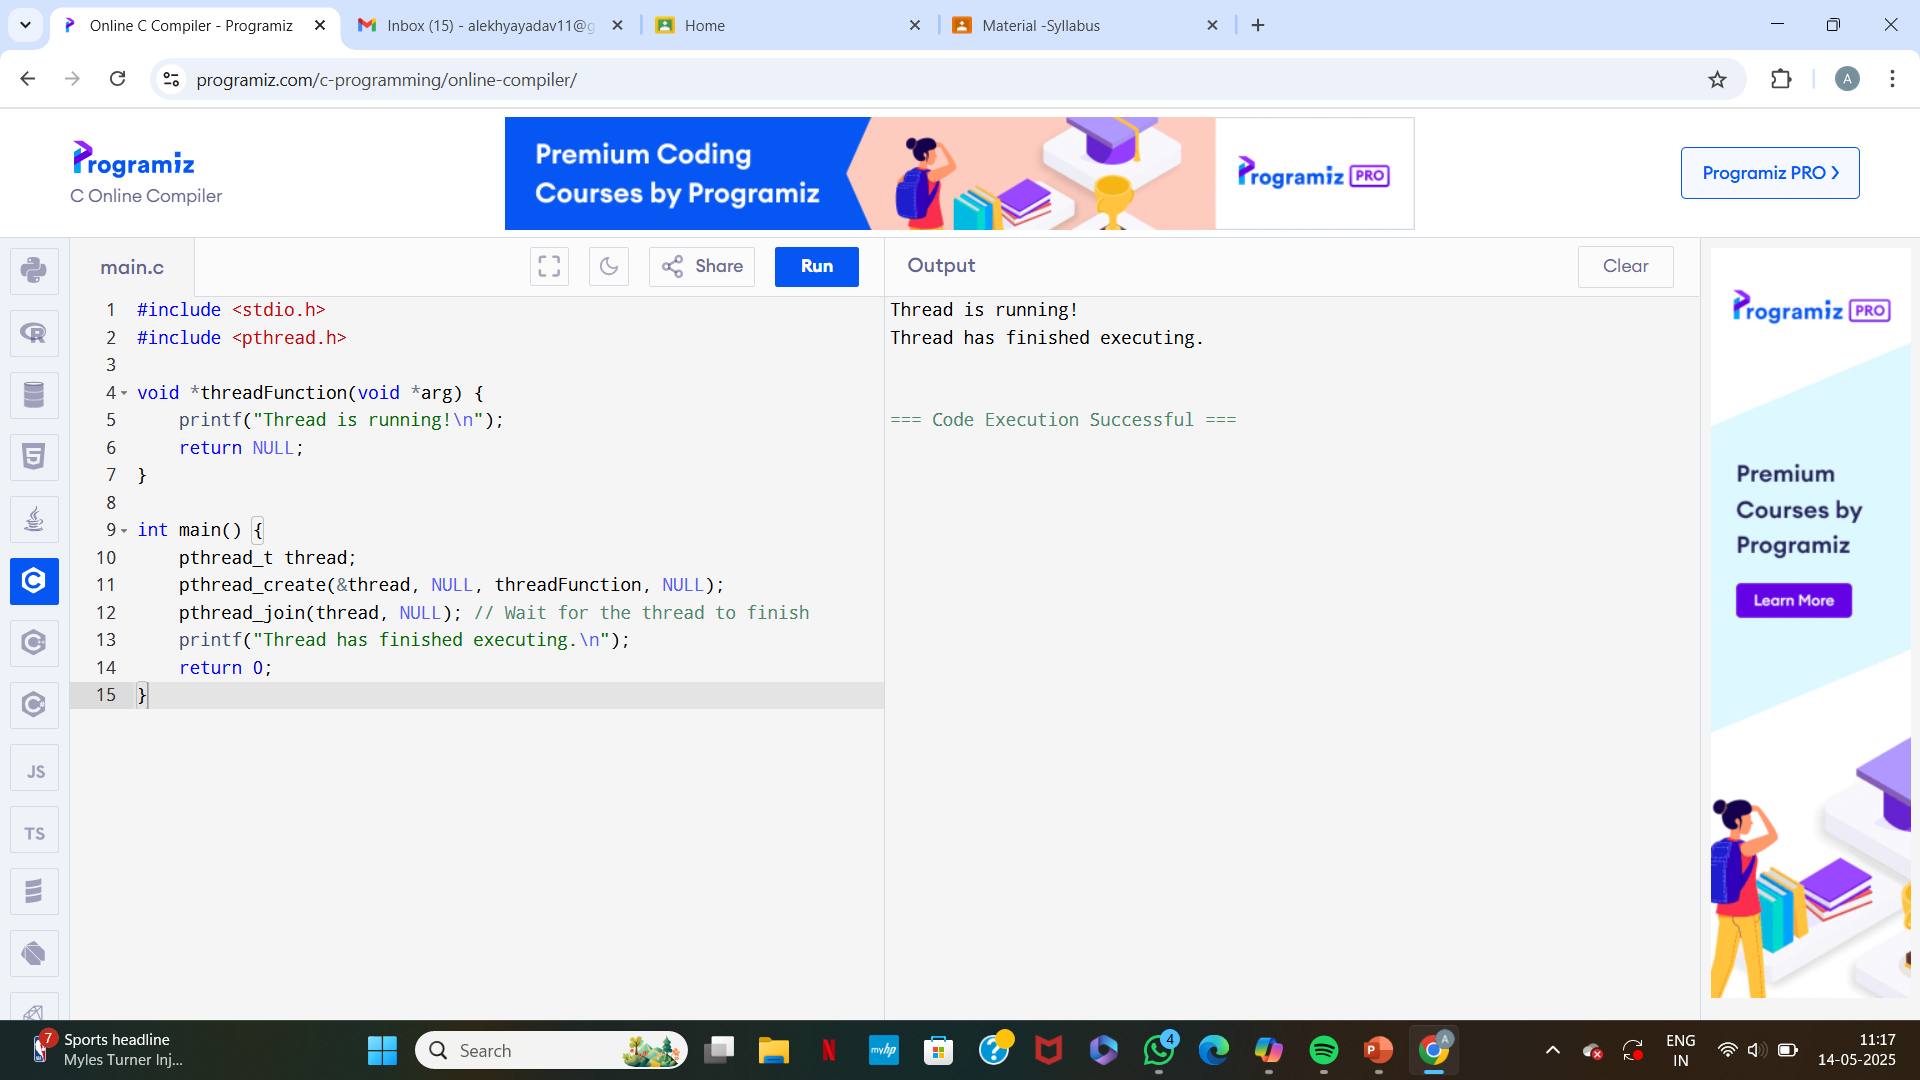 Online C Compiler - Programiz
Inbox (15) - alekhyayadav11@g
Home
Material -Syllabus
programiz.com/c-programming/online-compiler/
A
Programiz
C Online Compiler
Premium Coding
Courses by Programiz
Programiz PRO
Programiz PRO
main.c
Share
Run
Output
Clear
1 #include <stdio.h>
2 #include <pthread.h>
3
4 void *threadFunction(void *arg) {
5 printf("Thread is running!\n");
6 return NULL;
7 }
8
9 int main() {
10 pthread_t thread;
11 pthread_create(&thread, NULL, threadFunction, NULL);
12 pthread_join(thread, NULL); // Wait for the thread to finish
13 printf("Thread has finished executing.\n");
14 return 0;
15 }
Thread is running!
Thread has finished executing.
=== Code Execution Successful ===
JS
TS
Programiz PRO
Premium
Courses by
Programiz
Learn More
7
Sports headline
Myles Turner Inj...
Search
myhp
4
A
ENG
IN
11:17
14-05-2025